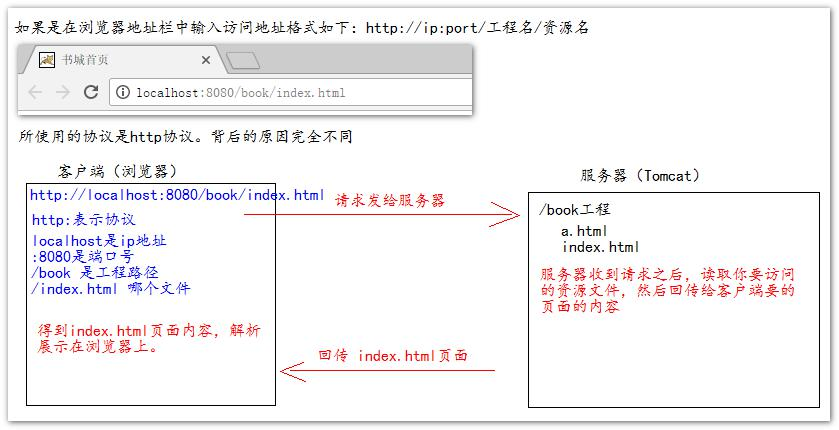 如果是在浏览器地址栏中输入访问地址格式如下：http://ip:port/工程名/资源名
书城首页
localhost:8080/book/index.html
所使用的协议是http协议。背后的原因完全不同
客户端（浏览器）
http://localhost:8080/book/index.html
http:表示协议
localhost是ip地址
:8080是端口号
/book 是工程路径
/index.html 哪个文件
得到index.html页面内容，解析
展示在浏览器上。
请求发给服务器
回传 index.html页面
服务器（Tomcat）
/book工程
a.html
index.html
服务器收到请求之后，读取你要访问
的资源文件，然后回传给客户端要的
页面的内容